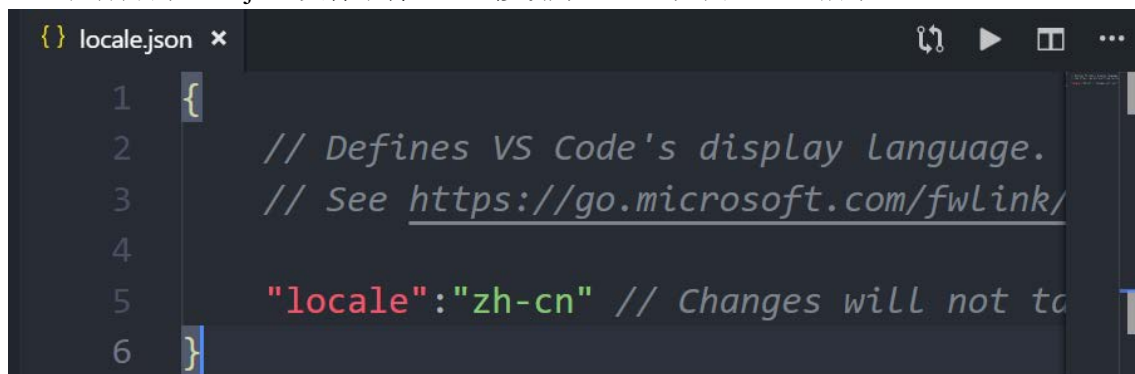 { } locale.json ×
1 {
2 // Defines VS Code's display language.
3 // See https://go.microsoft.com/fwlink/
4
5 "locale":"zh-cn" // Changes will not ta
6 }